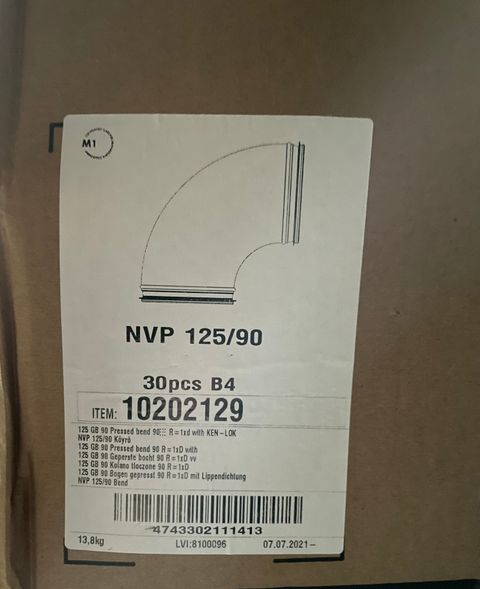 M1
NVP 125/90
30pcs B4
ITEM: 10202129
125 GB 90 Pressed bend 90 R=1xd with KEN-LOK
NVP 125/90 Käyrä
125 GB 90 Pressed bend 90 R=1xD with
125 GB 90 Geperste bocht 90 R=1xD vv
125 GB 90 Kolano tloczone 90 R=1xD
125 GB 90 Bogen gepresst 90 R=1xD mit Lippendichtung
NVP 125/90 Bend
4743302111413
13,8kg LVI:8100096 07.07.2021-